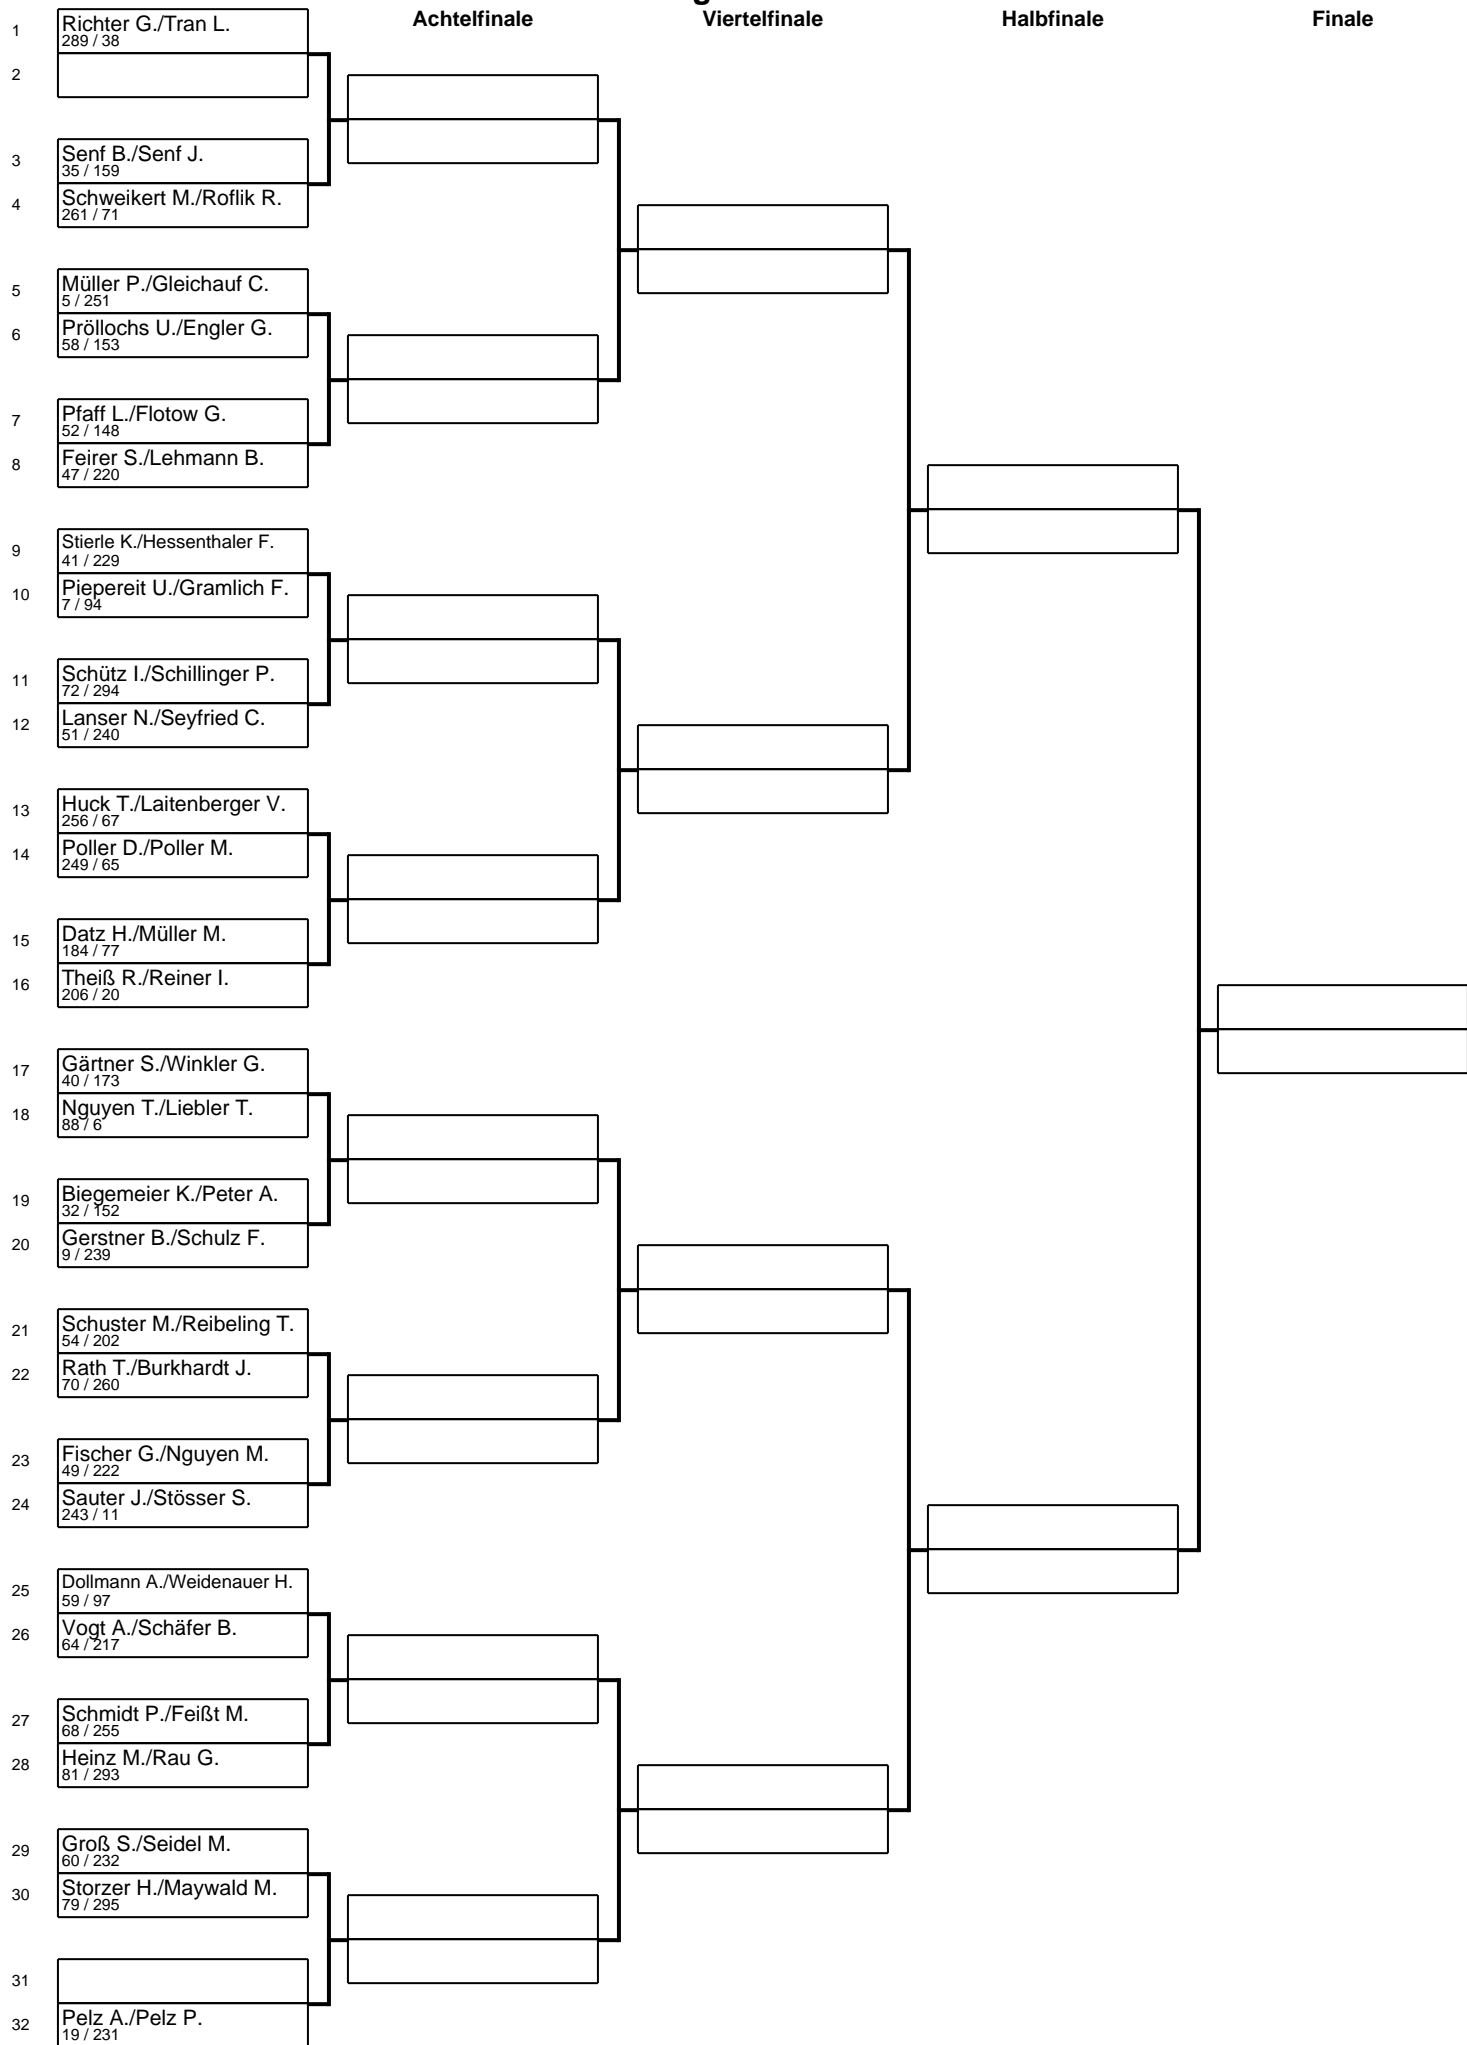 Achtelfinale
Viertelfinale
Halbfinale
Finale
1
Richter G./Tran L.
289 / 38
2
3
Senf B./Senf J.
35 / 159
4
Schweikert M./Roflik R.
261 / 71
5
Müller P./Gleichauf C.
5 / 251
6
Pröllochs U./Engler G.
58 / 153
7
Pfaff L./Flotow G.
52 / 148
8
Feirer S./Lehmann B.
47 / 220
9
Stierle K./Hessenthaler F.
41 / 229
10
Piepereit U./Gramlich F.
7 / 94
11
Schütz I./Schillinger P.
72 / 294
12
Lanser N./Seyfried C.
51 / 240
13
Huck T./Laitenberger V.
256 / 67
14
Poller D./Poller M.
249 / 65
15
Datz H./Müller M.
184 / 77
16
Theiß R./Reiner I.
206 / 20
17
Gärtner S./Winkler G.
40 / 173
18
Nguyen T./Liebler T.
88 / 6
19
Biegemeier K./Peter A.
32 / 152
20
Gerstner B./Schulz F.
9 / 239
21
Schuster M./Reibeling T.
54 / 202
22
Rath T./Burkhardt J.
70 / 260
23
Fischer G./Nguyen M.
49 / 222
24
Sauter J./Stösser S.
243 / 11
25
Dollmann A./Weidenauer H.
59 / 97
26
Vogt A./Schäfer B.
64 / 217
27
Schmidt P./Feißt M.
68 / 255
28
Heinz M./Rau G.
81 / 293
29
Groß S./Seidel M.
60 / 232
30
Storzer H./Maywald M.
79 / 295
31
32
Pelz A./Pelz P.
19 / 231